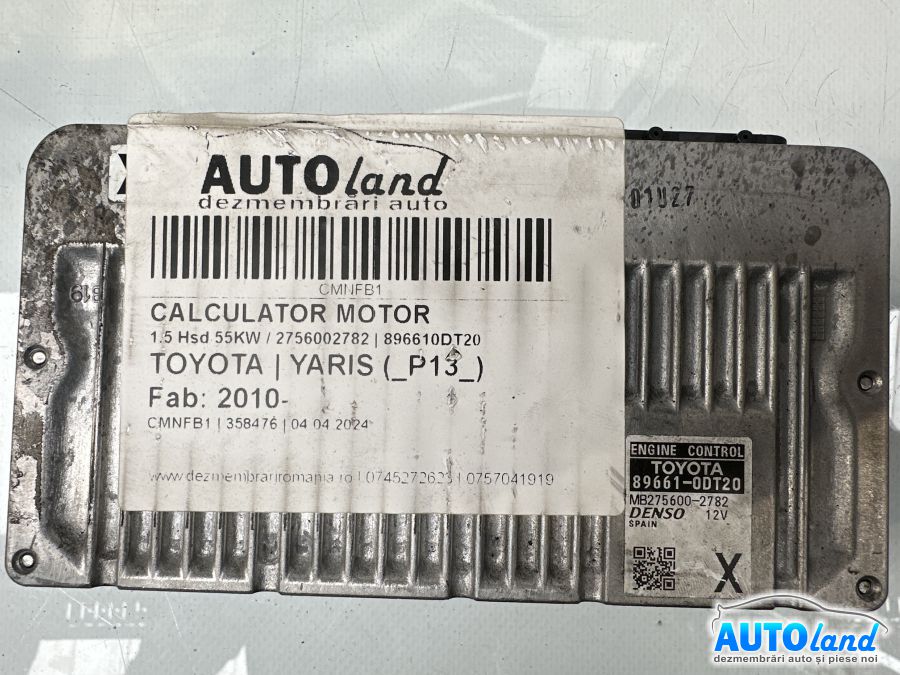 AUTOland
dezmembrări auto
CMNFB1
CALCULATOR MOTOR
1.5 Hsd 55KW / 2756002782 | 896610DT20
TOYOTA | YARIS (_P13_)
Fab: 2010-
CMNFB1 | 358476 | 04 04 2024
www.dezmembrariromania.ro | 0745272623 | 0757041919
01U27
ENGINE CONTROL
TOYOTA
89661-0DT20
MB275600-2782
DENSO 12V
SPAIN
X
AUTOland
dezmembrări auto și piese noi